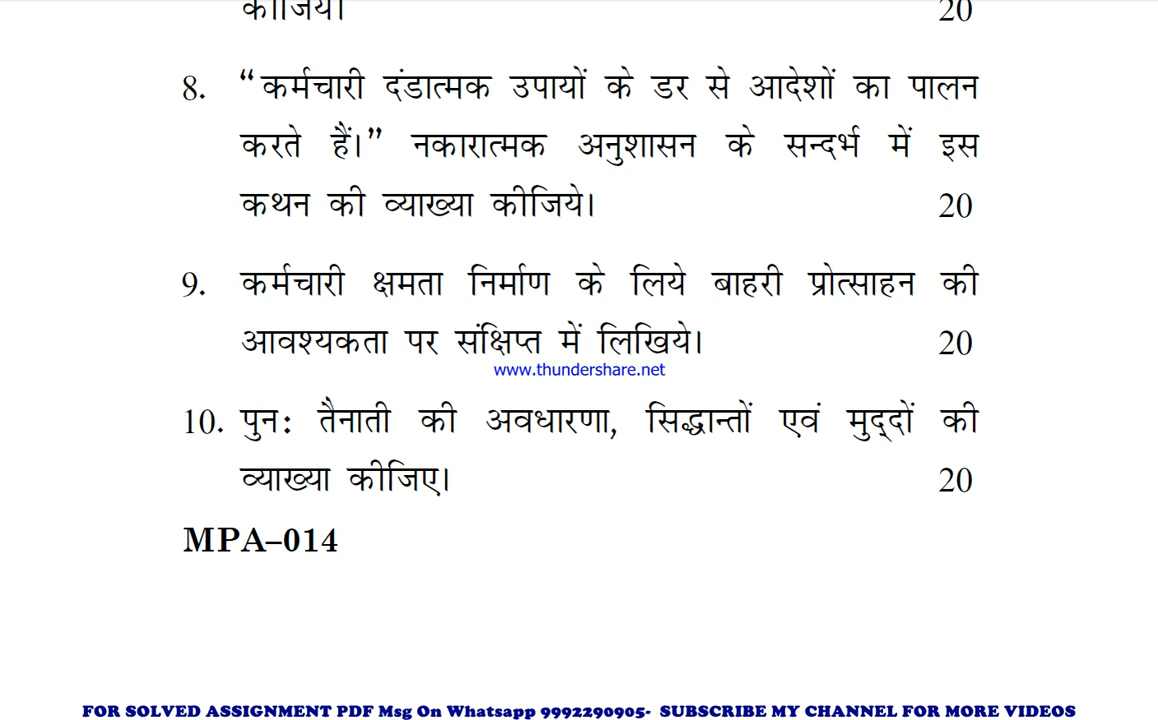 कीजिये। 20
8. “कर्मचारी दंडात्मक उपायों के डर से आदेशों का पालन
करते हैं।” नकारात्मक अनुशासन के सन्दर्भ में इस
कथन की व्याख्या कीजिये। 20
9. कर्मचारी क्षमता निर्माण के लिये बाहरी प्रोत्साहन की
आवश्यकता पर संक्षिप्त में लिखिये। 20
www.thundershare.net
10. पुन: तैनाती की अवधारणा, सिद्धान्तों एवं मुद्दों की
व्याख्या कीजिए। 20
MPA–014
FOR SOLVED ASSIGNMENT PDF Msg On Whatsapp 9992290905- SUBSCRIBE MY CHANNEL FOR MORE VIDEOS